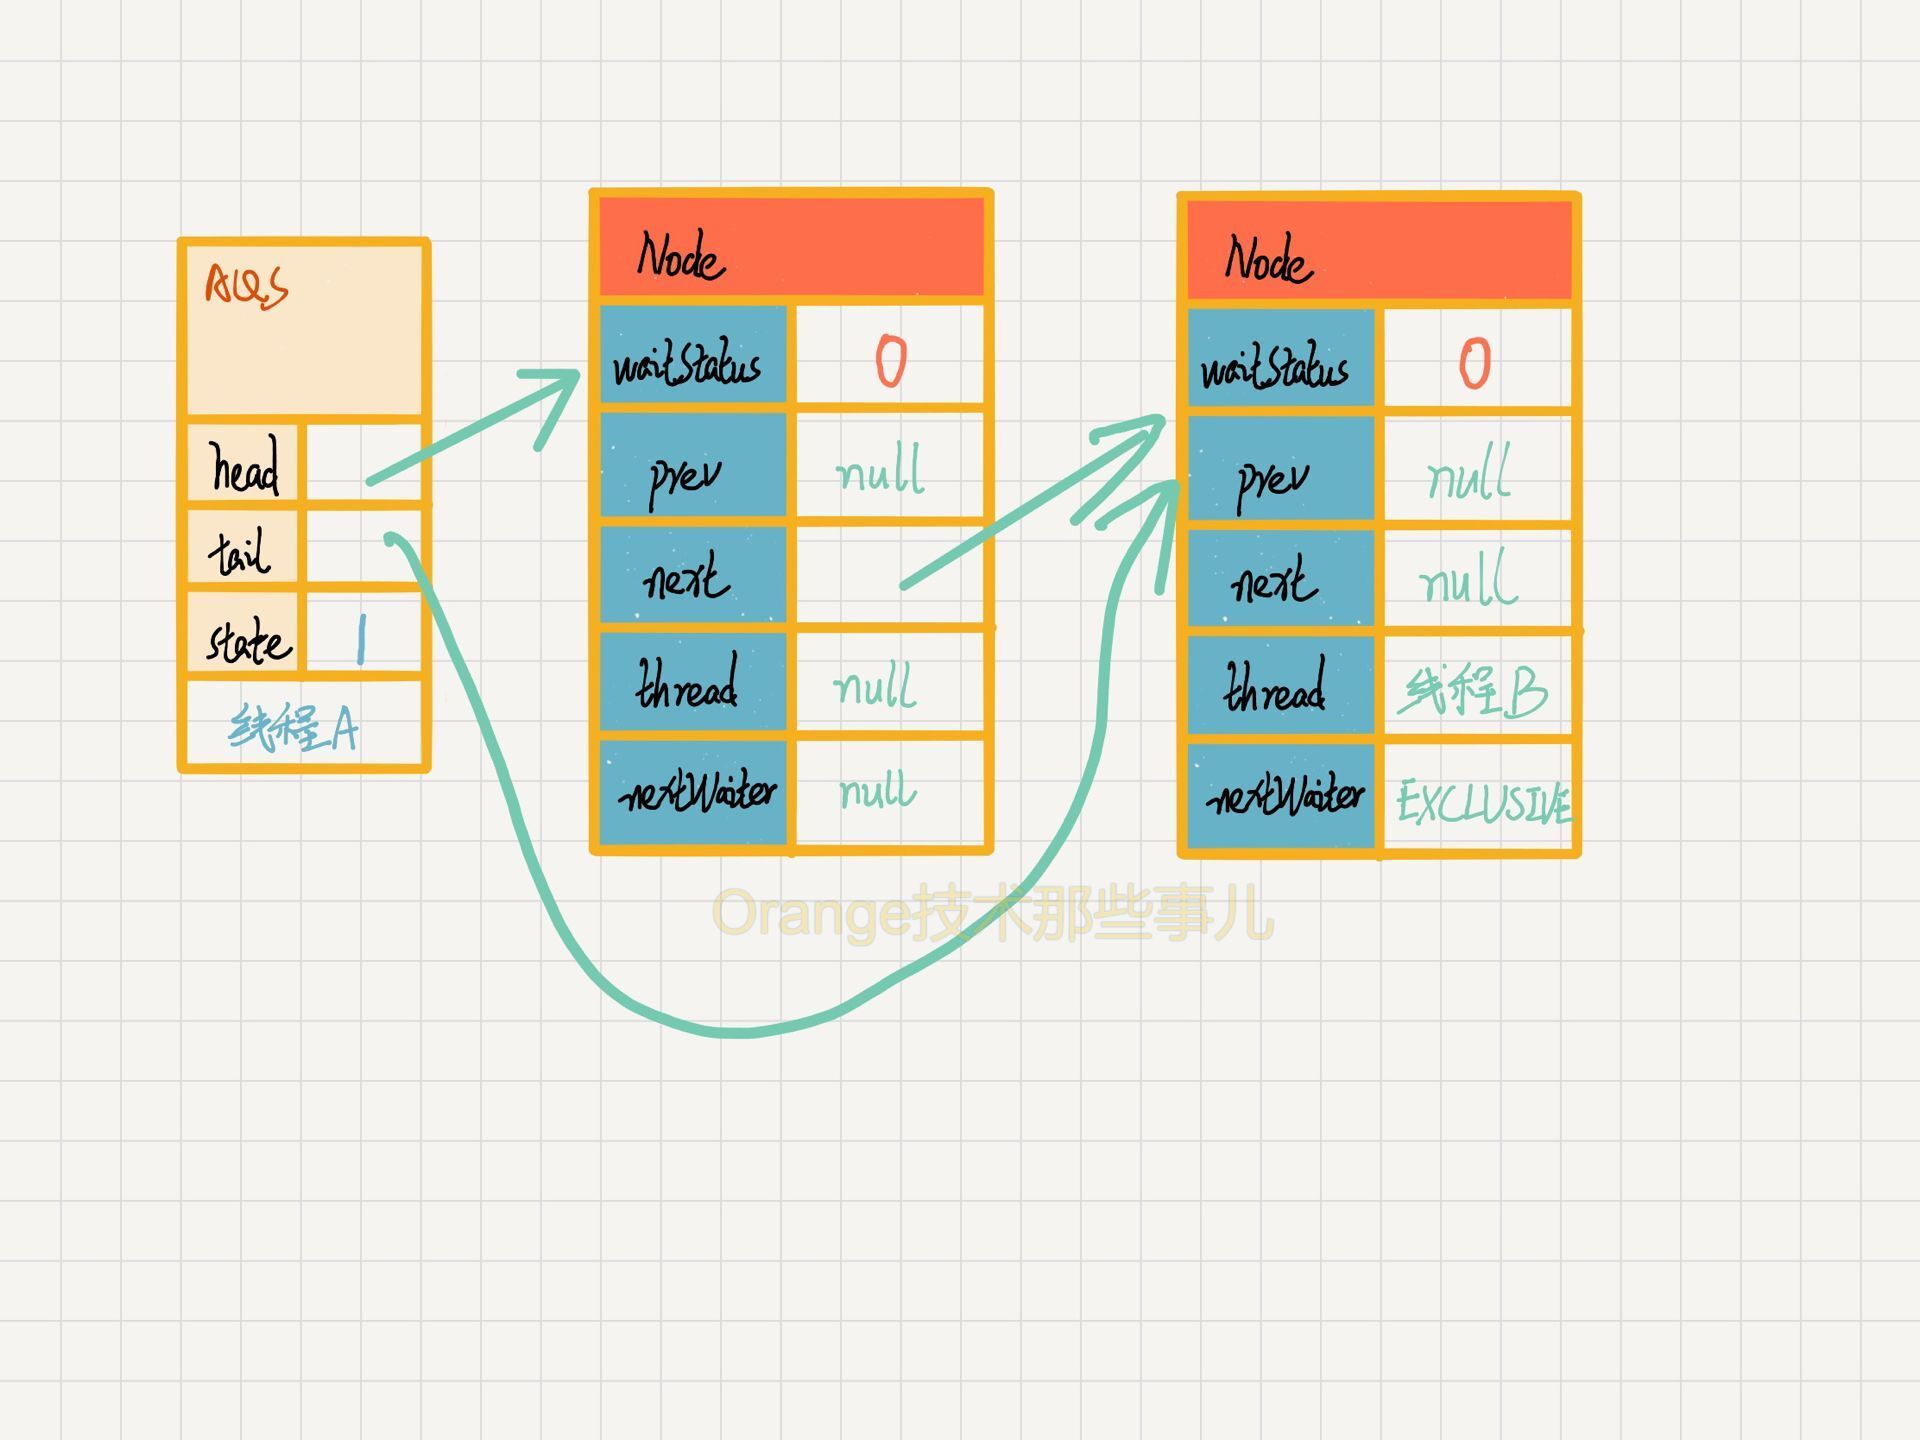 AQS
head
tail
state 1
线程A
Node
waitStatus 0
prev null
next
thread null
nextWaiter null
Node
waitStatus 0
prev null
next null
thread 线程B
nextWaiter EXCLUSIVE
Orange技术那些事儿